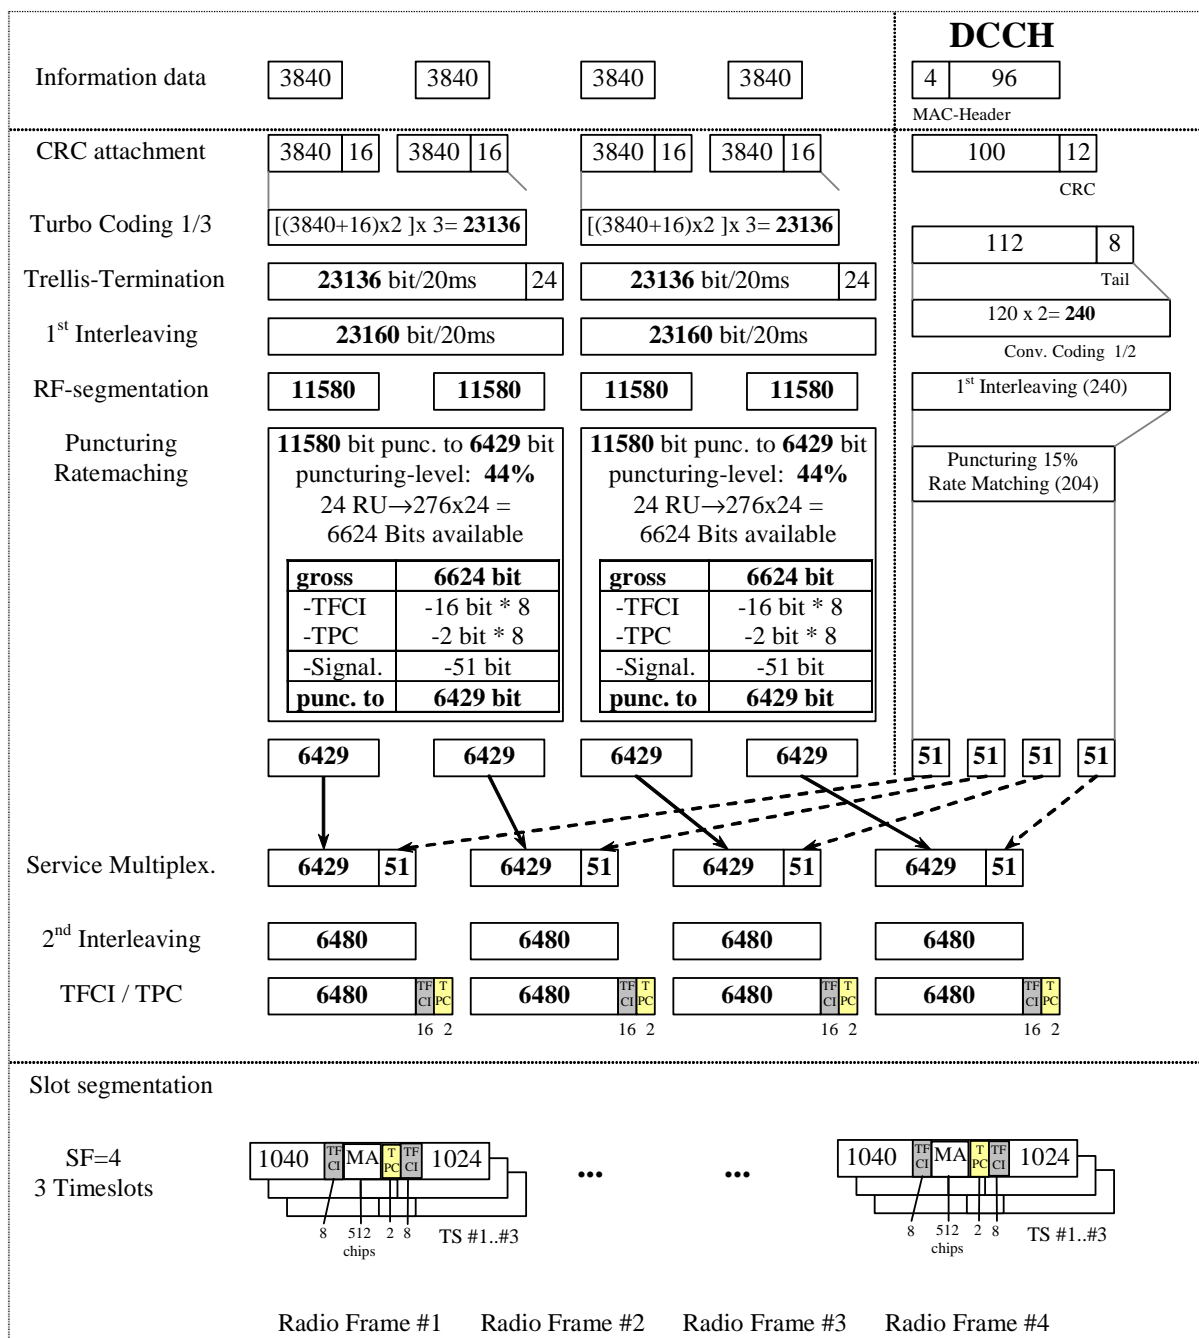 DCCH
Information data
3840 3840 3840 3840 4 96
MAC-Header
CRC attachment
3840 16 3840 16 3840 16 3840 16 100 12
CRC
Turbo Coding 1/3
[(3840+16)x2 ]x 3= 23136 [(3840+16)x2 ]x 3= 23136
112 8
Tail
Trellis-Termination
23136 bit/20ms 24 23136 bit/20ms 24
120 x 2= 240
Conv. Coding 1/2
1st Interleaving
23160 bit/20ms 23160 bit/20ms
RF-segmentation
11580 11580 11580 11580
1st Interleaving (240)
Puncturing
Ratemaching
11580 bit punc. to 6429 bit
puncturing-level: 44%
24 RU→276x24 =
6624 Bits available
gross 6624 bit
-TFCI -16 bit * 8
-TPC -2 bit * 8
-Signal. -51 bit
punc. to 6429 bit
11580 bit punc. to 6429 bit
puncturing-level: 44%
24 RU→276x24 =
6624 Bits available
gross 6624 bit
-TFCI -16 bit * 8
-TPC -2 bit * 8
-Signal. -51 bit
punc. to 6429 bit
Puncturing 15%
Rate Matching (204)
6429 6429 6429 6429 51 51 51 51
Service Multiplex.
6429 51 6429 51 6429 51 6429 51
2nd Interleaving
6480 6480 6480 6480
TFCI / TPC
6480 TF CI T PC 6480 TF CI T PC 6480 TF CI T PC 6480 TF CI T PC
16 2 16 2 16 2 16 2
Slot segmentation
SF=4
3 Timeslots
1040 TF CI MA T PC TF CI 1024
8 512 2 8 TS #1..#3
chips
... ...
1040 TF CI MA T PC TF CI 1024
8 512 2 8 TS #1..#3
chips
Radio Frame #1 Radio Frame #2 Radio Frame #3 Radio Frame #4